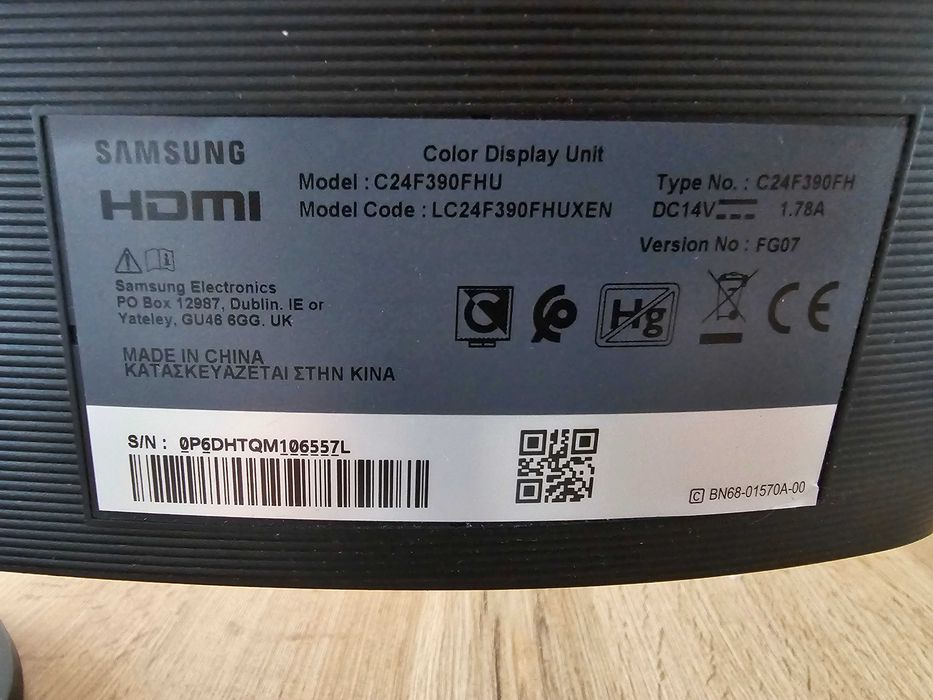 SAMSUNG
HDMI
Color Display Unit
Model : C24F390FHU
Model Code : LC24F390FHUXEN
Type No. : C24F390FH
DC14V 1.78A
Version No : FG07
Samsung Electronics
PO Box 12987, Dublin. IE or
Yateley, GU46 6GG. UK
Hg
CE
MADE IN CHINA
ΚΑΤΑΣΚΕΥΑΖΕΤΑΙ ΣΤΗΝ ΚΙΝΑ
S/N : 0P6DHTQM106557L
C BN68-01570A-00